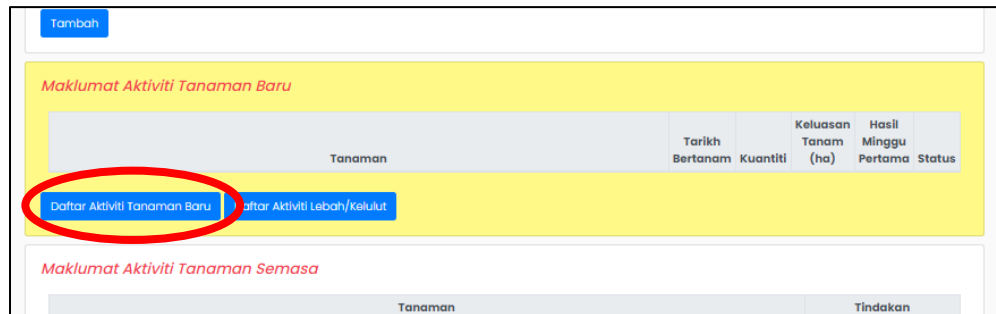 Tambah
Maklumat Aktiviti Tanaman Baru
Tanaman
Tarikh
Bertanam
Kuantiti
Keluasan
Tanam
(ha)
Hasil
Minggu
Pertama
Status
Daftar Aktiviti Tanaman Baru
Daftar Aktiviti Lebah/Kelulut
Maklumat Aktiviti Tanaman Semasa
Tanaman
Tindakan